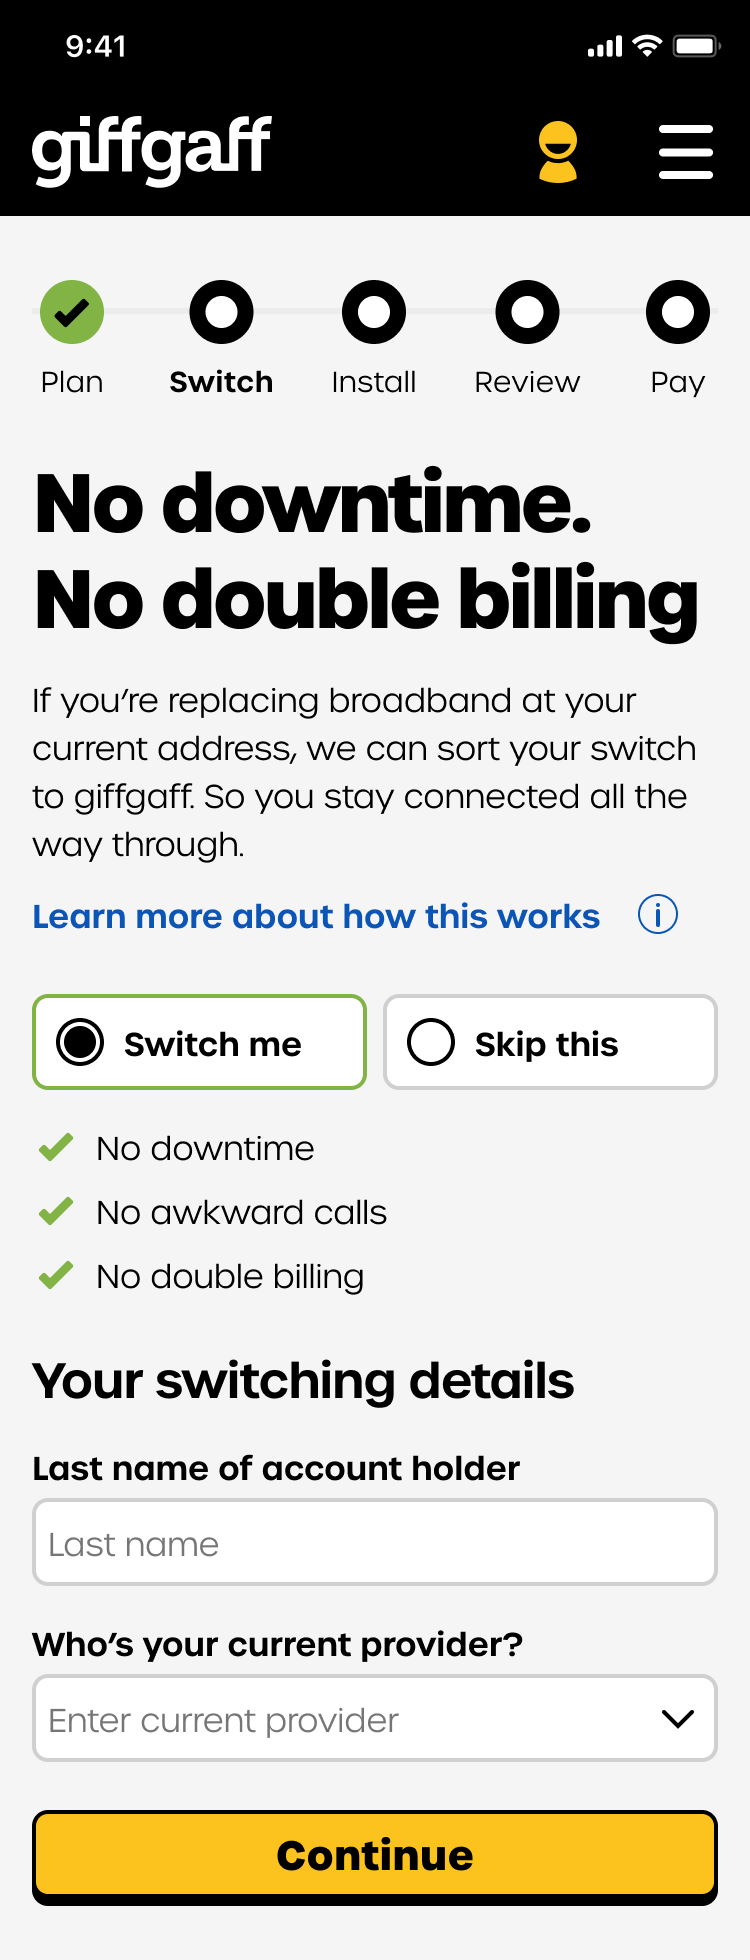 9:41
giffgaff
Plan
Switch
Install
Review
Pay
No downtime.
No double billing
If you’re replacing broadband at your
current address, we can sort your switch
to giffgaff. So you stay connected all the
way through.
Learn more about how this works
Switch me
Skip this
No downtime
No awkward calls
No double billing
Your switching details
Last name of account holder
Last name
Who’s your current provider?
Enter current provider
Continue